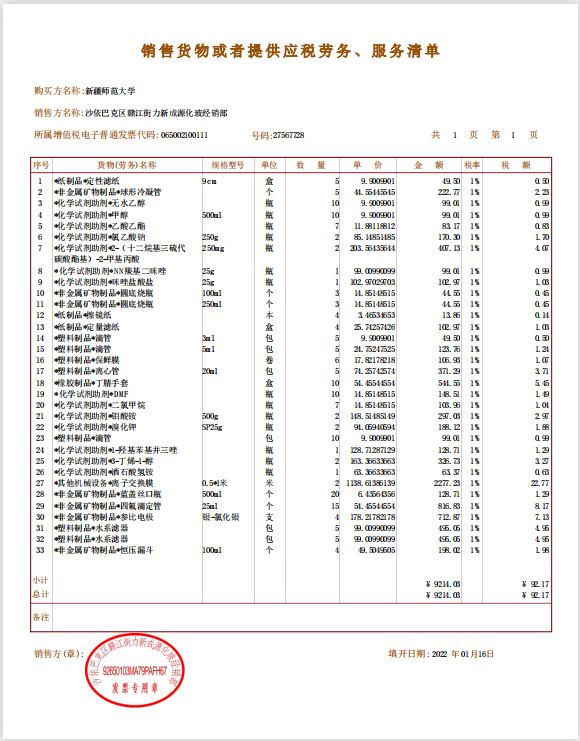 销售货物或者提供应税劳务、服务清单
购买方名称:新疆师范大学
销售方名称:沙依巴克区赣江街力新成源化玻经销部
所属增值税电子普通发票代码:065002100111 号码:27567728 共 1 页 第 1 页
序号 货物(劳务)名称 规格型号 单位 数 量 单 价 金 额 税率 税 额
1 *纸制品*定性滤纸 9cm 盒 5 9.9009901 49.50 1% 0.50
2 *非金属矿物制品*球形冷凝管 个 5 44.55445545 222.77 1% 2.23
3 *化学试剂助剂*无水乙醇 瓶 10 9.9009901 99.01 1% 0.99
4 *化学试剂助剂*甲醇 500ml 瓶 10 9.9009901 99.01 1% 0.99
5 *化学试剂助剂*乙酸乙酯 瓶 7 11.88118812 83.17 1% 0.83
6 *化学试剂助剂*氯乙酸钠 250g 瓶 2 85.14851485 170.30 1% 1.70
7 *化学试剂助剂*2-（十二烷基三硫代 250mg 瓶 2 203.56435644 407.13 1% 4.07
碳酸酯基）-2-甲基丙酸
8 *化学试剂助剂*NN羰基二咪唑 25g 瓶 1 99.00990099 99.01 1% 0.99
9 *化学试剂助剂*咪唑盐酸盐 25g 瓶 1 102.97029703 102.97 1% 1.03
10 *非金属矿物制品*圆底烧瓶 100ml 个 3 14.85148515 44.55 1% 0.45
11 *非金属矿物制品*圆底烧瓶 250ml 个 3 14.85148515 44.55 1% 0.45
12 *纸制品*擦镜纸 本 4 3.46534653 13.86 1% 0.14
13 *纸制品*定量滤纸 盒 4 25.74257426 102.97 1% 1.03
14 *塑料制品*滴管 3ml 包 5 9.9009901 49.50 1% 0.50
15 *塑料制品*滴管 5ml 包 5 24.75247525 123.76 1% 1.24
16 *塑料制品*保鲜膜 卷 6 17.82178218 106.93 1% 1.07
17 *塑料制品*离心管 20ml 包 5 74.25742574 371.29 1% 3.71
18 *橡胶制品*丁腈手套 盒 10 54.45544554 544.55 1% 5.45
19 *化学试剂助剂*DMF 瓶 10 14.85148515 148.51 1% 1.49
20 *化学试剂助剂*二氯甲烷 瓶 7 14.85148515 103.96 1% 1.04
21 *化学试剂助剂*钼酸铵 500g 瓶 2 148.51485149 297.03 1% 2.97
22 *化学试剂助剂*溴化钾 SP25g 瓶 2 94.05940594 188.12 1% 1.88
23 *塑料制品*滴管 包 10 9.9009901 99.01 1% 0.99
24 *化学试剂助剂*1-羟基苯基并三唑 瓶 1 128.71287129 128.71 1% 1.29
25 *化学试剂助剂*3-丁烯-1-醇 瓶 2 163.36633663 326.73 1% 3.27
26 *化学试剂助剂*酒石酸氢铵 瓶 1 63.36633663 63.37 1% 0.63
27 *其他机械设备*离子交换膜 0.5*1米 米 2 1138.61386139 2277.23 1% 22.77
28 *非金属矿物制品*蓝盖丝口瓶 500ml 个 20 6.43564356 128.71 1% 1.29
29 *非金属矿物制品*四氟滴定管 25ml 个 15 54.45544554 816.83 1% 8.17
30 *非金属矿物制品*参比电极 银-氯化银 支 4 178.21782178 712.87 1% 7.13
31 *塑料制品*水系滤器 包 5 99.00990099 495.05 1% 4.95
32 *塑料制品*水系滤器 包 5 99.00990099 495.05 1% 4.95
33 *非金属矿物制品*恒压漏斗 100ml 个 4 49.5049505 198.02 1% 1.98
小计 ￥ 9214.03 ￥ 92.17
总计 ￥ 9214.03 ￥ 92.17
备注
销售方(章): 填开日期:2022 年01月16日
沙依巴克区赣江街力新成源化玻经销部
92650103MA79PAFH67
发票专用章